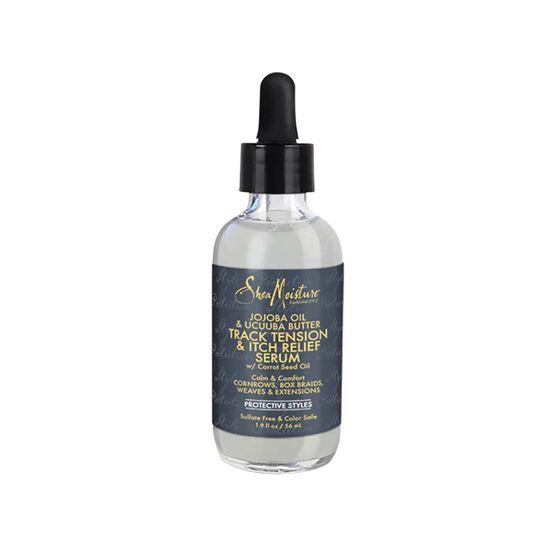 SheaMoisture
Established 1912
JOJOBA OIL
& UCUUBA BUTTER
TRACK TENSION
& ITCH RELIEF
SERUM
w/ Carrot Seed Oil
Calm & Comfort
CORNROWS, BOX BRAIDS,
WEAVES & EXTENSIONS
PROTECTIVE STYLES
Sulfate Free & Color Safe
1.9 fl oz / 56 mL